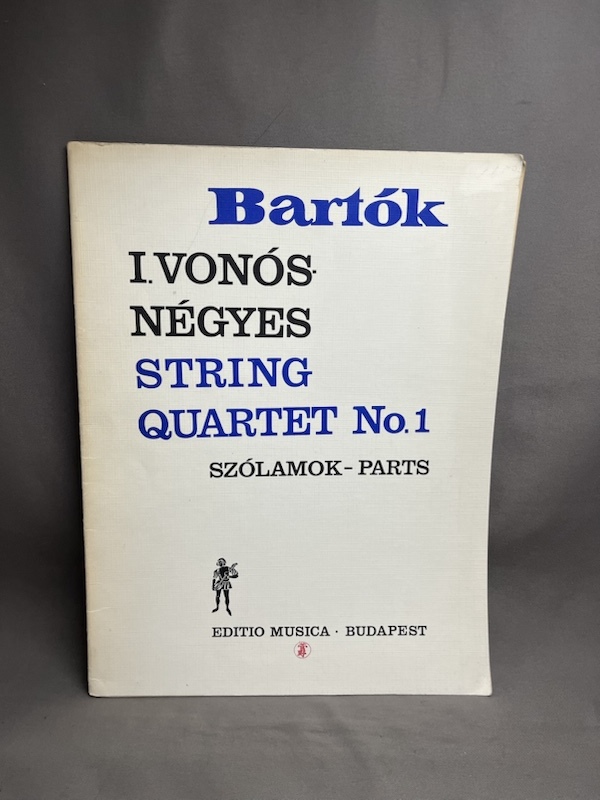 Bartók
I. VONÓS-
NÉGYES
STRING
QUARTET No. 1
SZÓLAMOK – PARTS
EDITIO MUSICA · BUDAPEST